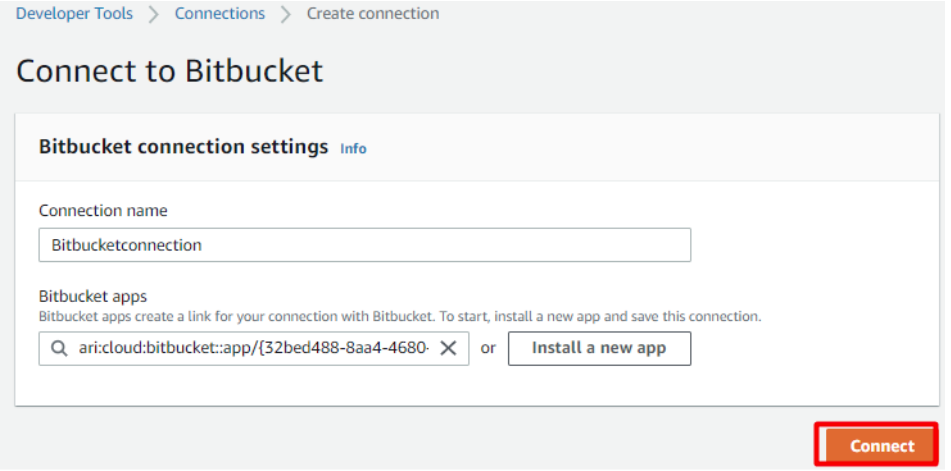 Developer Tools > Connections > Create connection
Connect to Bitbucket
Bitbucket connection settings Info
Connection name
Bitbucketconnection
Bitbucket apps
Bitbucket apps create a link for your connection with Bitbucket. To start, install a new app and save this connection.
ari:cloud:bitbucket::app/{32bed488-8aa4-4680- or Install a new app
Connect